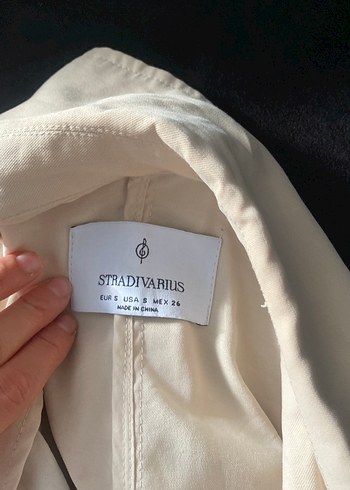 STRADIVARIUS
EUR S USA S MEX 26
MADE IN CHINA